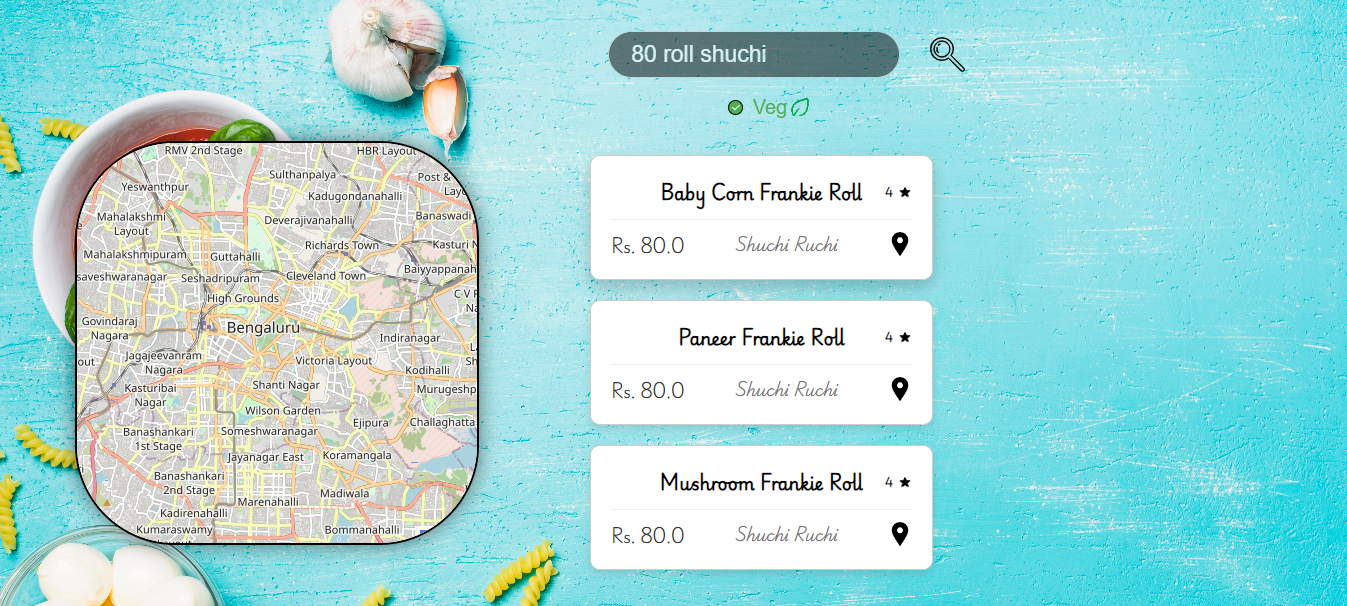 80 roll shuchi
Veg
Baby Corn Frankie Roll 4
Rs. 80.0 Shuchi Ruchi
Paneer Frankie Roll 4
Rs. 80.0 Shuchi Ruchi
Mushroom Frankie Roll 4
Rs. 80.0 Shuchi Ruchi
RMV 2nd Stage
HBR Layout
Sulthanpalya
Post &
Yeswanthpur
Kadugondanahalli
Mahalakshmi
Layout
Deverajivanahalli
Banaswadi
Richards Town
Kasturi N
Mahalakshmipuram
Guttahalli
Baiyyappanah
saveshwaranagar
Seshadripuram
Cleveland Town
High Grounds
C V R
Govindaraj
Nagara
Bengaluru
Indiranagar
Jagajeevanram
Nagara
Victoria Layout
Kodihalli
Kasturibai
Nagar
Shanti Nagar
Murugeshp
Wilson Garden
Ejipura
Challaghatta
Banashankari
1st Stage
Someshwaranagar
Jayanagar East
Koramangala
Banashankari
2nd Stage
Madiwala
Marenahalli
Kadirenahalli
Kumaraswamy
Bommanahalli